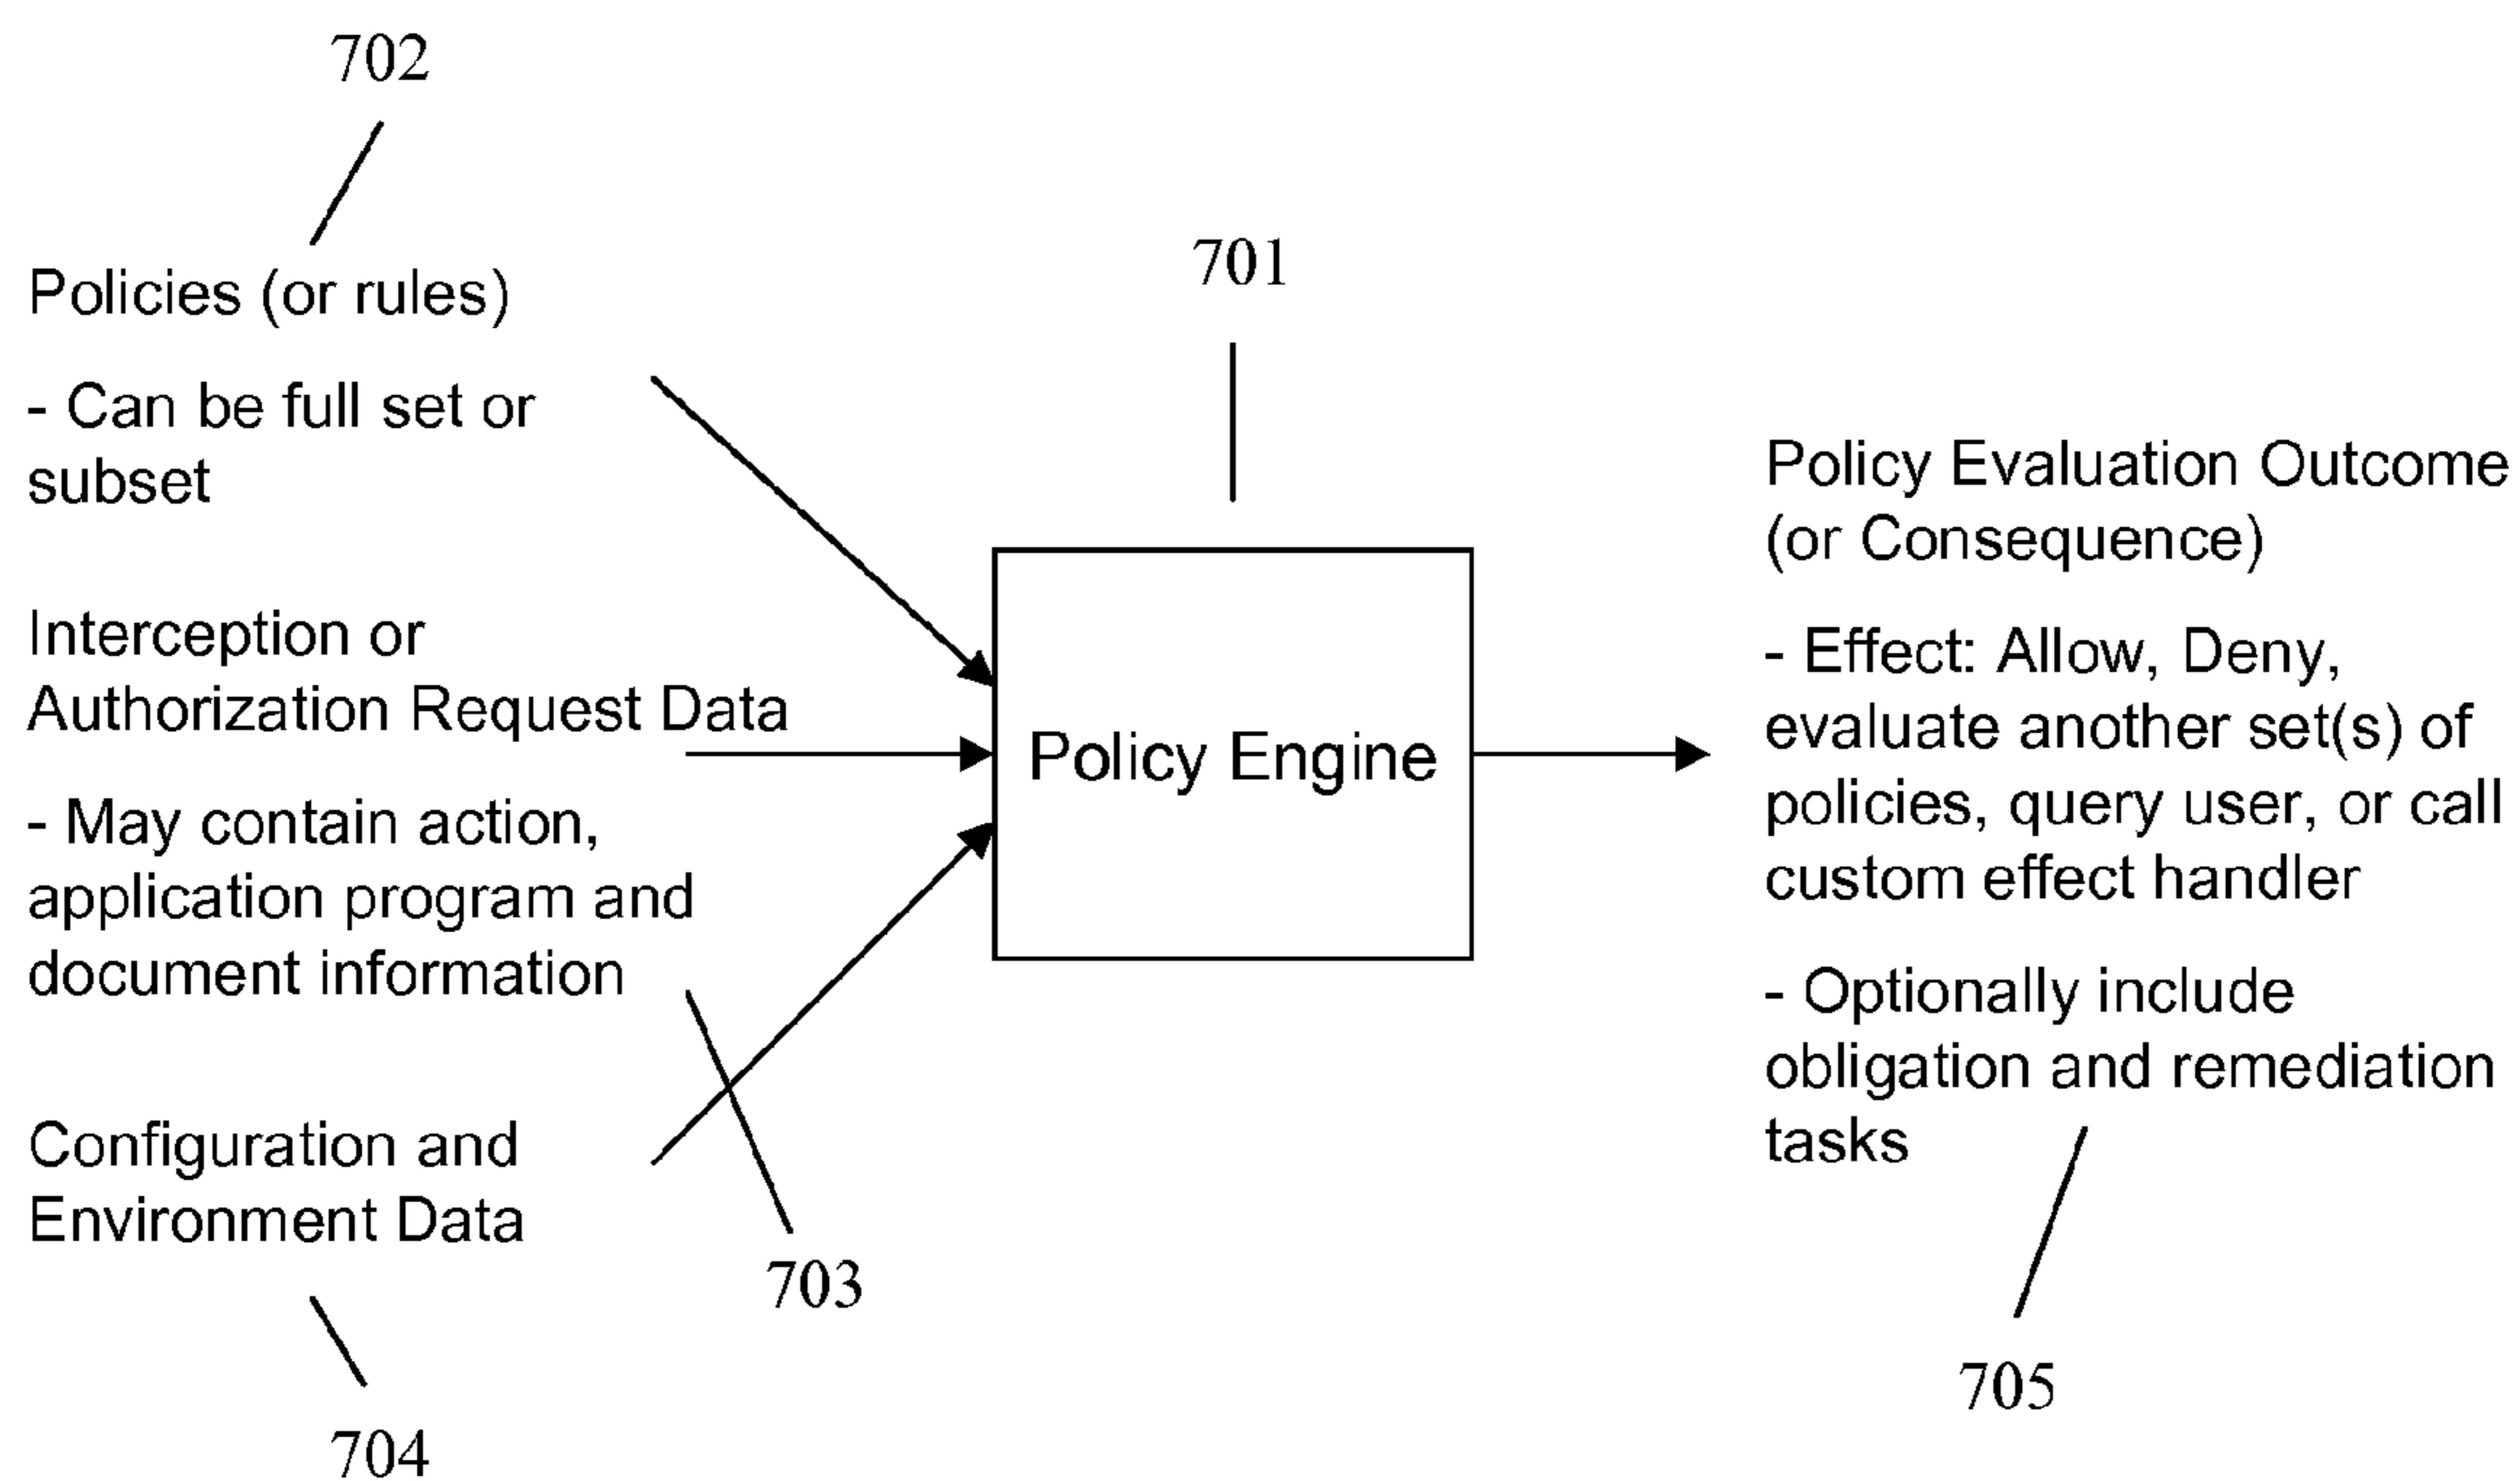 702
Policies (or rules)
- Can be full set or
subset
Interception or
Authorization Request Data
- May contain action,
application program and
document information
703
Configuration and
Environment Data
704
701
Policy Engine
Policy Evaluation Outcome
(or Consequence)
- Effect: Allow, Deny,
evaluate another set(s) of
policies, query user, or call
custom effect handler
- Optionally include
obligation and remediation
tasks
705